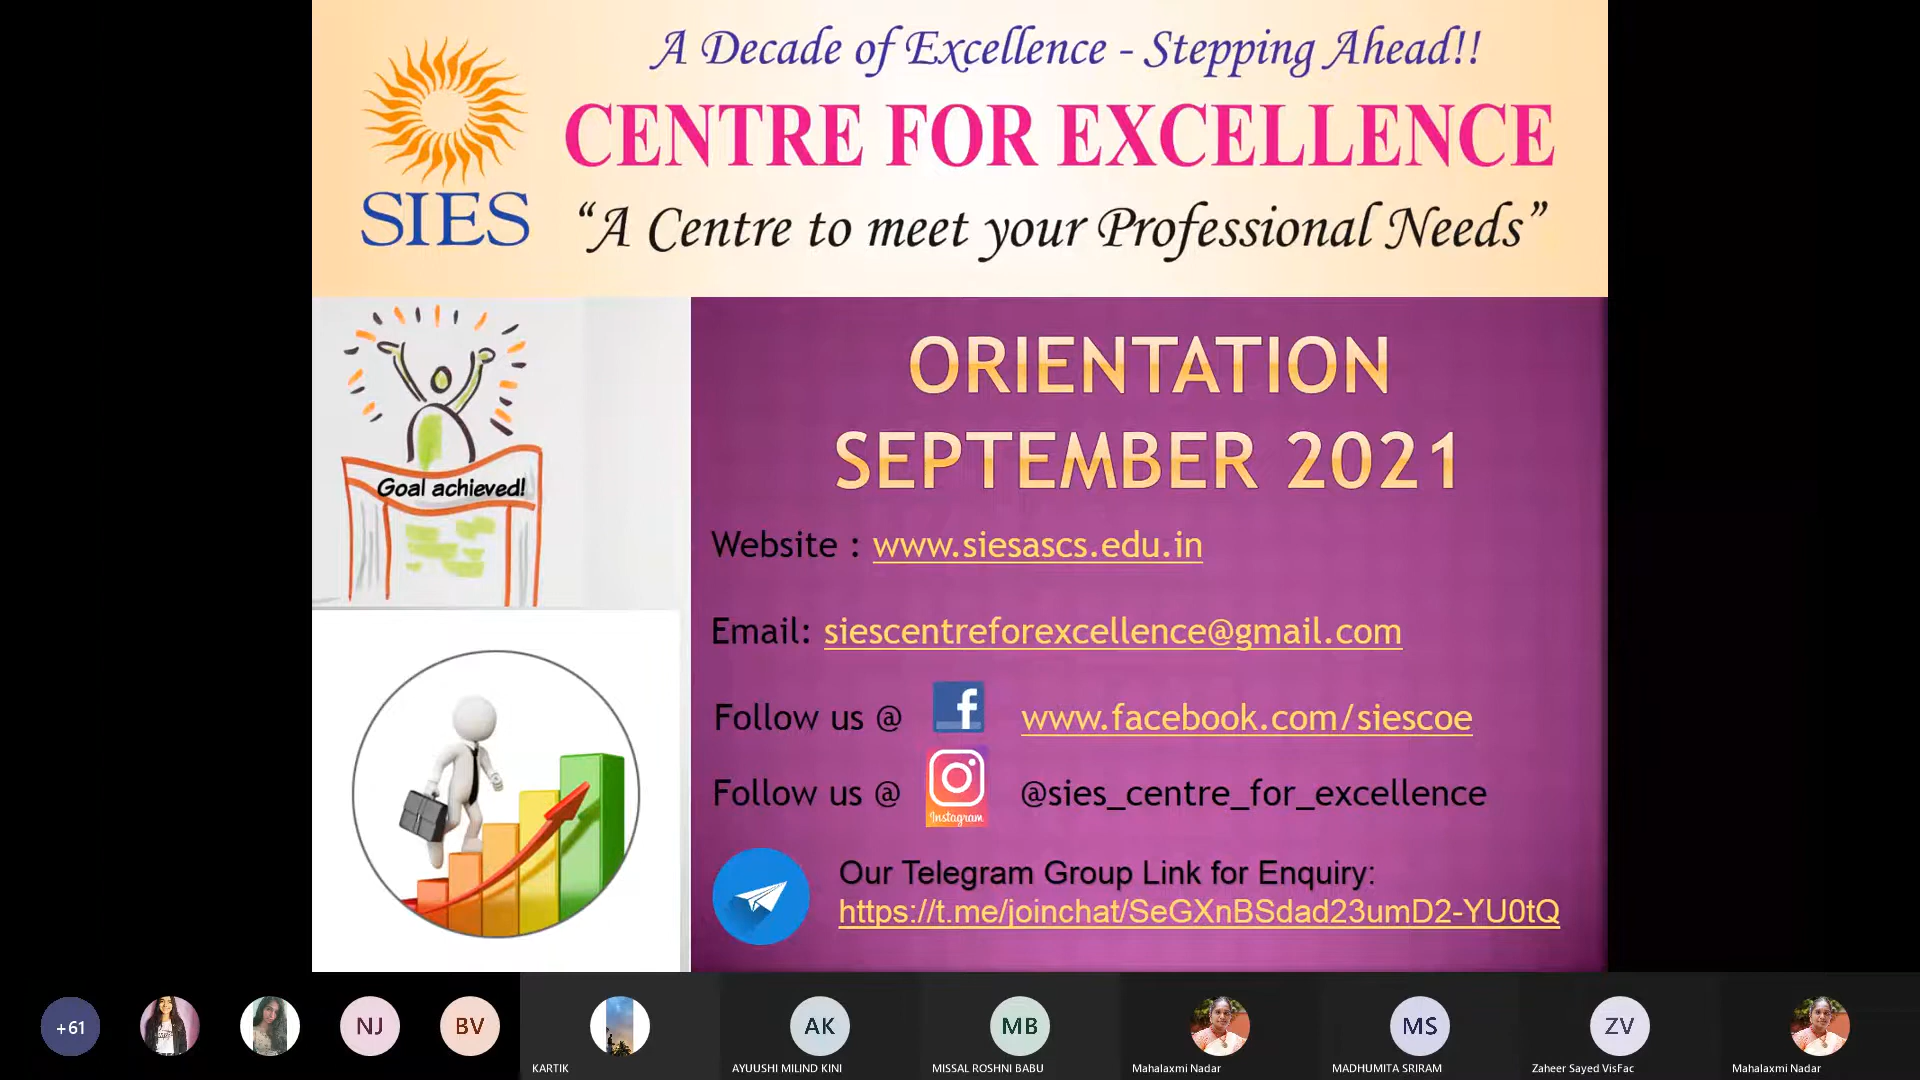 A Decade of Excellence - Stepping Ahead!!
CENTRE FOR EXCELLENCE
SIES
“A Centre to meet your Professional Needs”
Goal achieved!
ORIENTATION
SEPTEMBER 2021
Website : www.siesascs.edu.in
Email: siescentreforexcellence@gmail.com
Follow us @ f www.facebook.com/siescoe
Follow us @ Instagram @sies_centre_for_excellence
Our Telegram Group Link for Enquiry:
https://t.me/joinchat/SeGXnBSdad23umD2-YU0tQ
+61 NJ BV AK MB MS ZV
KARTIK AYUUSHI MILIND KINI MISSAL ROSHNI BABU Mahalaxmi Nadar MADHUMITA SRIRAM Zaheer Sayed VisFac Mahalaxmi Nadar